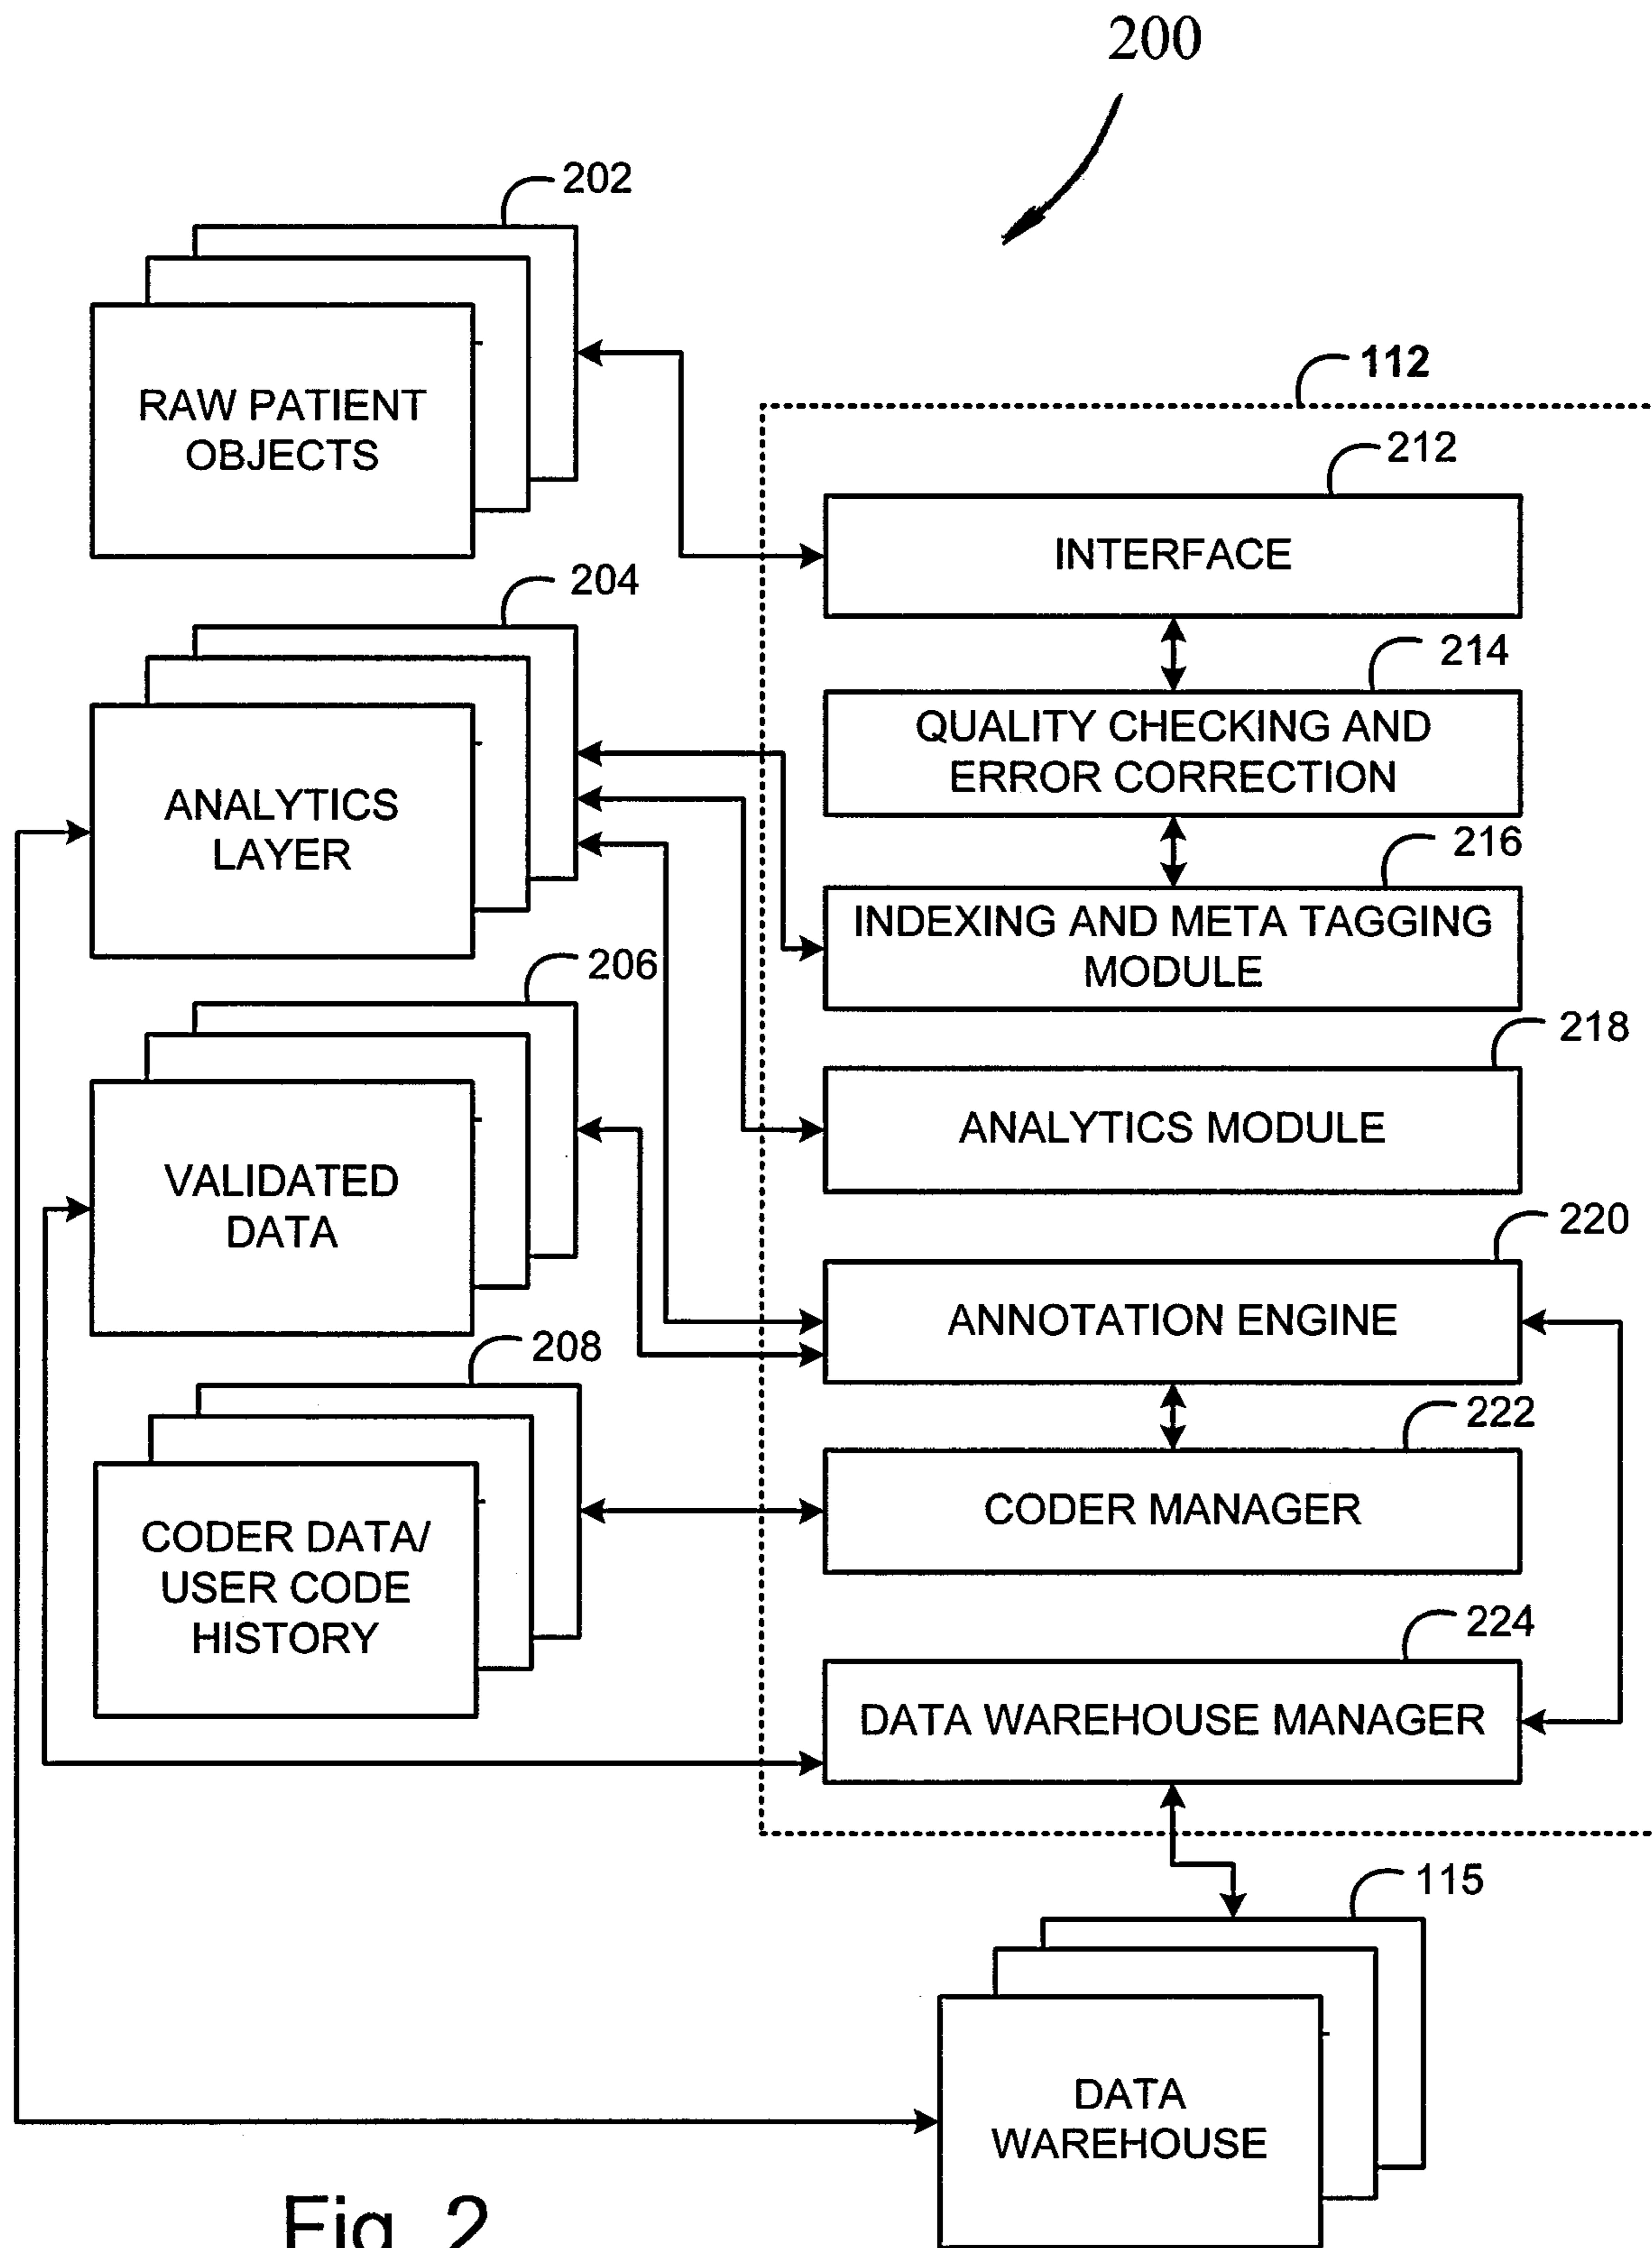 200
202
RAW PATIENT
OBJECTS
112
212
INTERFACE
204
214
QUALITY CHECKING AND
ERROR CORRECTION
ANALYTICS
LAYER
216
INDEXING AND META TAGGING
MODULE
206
218
ANALYTICS MODULE
VALIDATED
DATA
220
ANNOTATION ENGINE
208
222
CODER MANAGER
CODER DATA/
USER CODE
HISTORY
224
DATA WAREHOUSE MANAGER
115
DATA
WAREHOUSE
Fig. 2